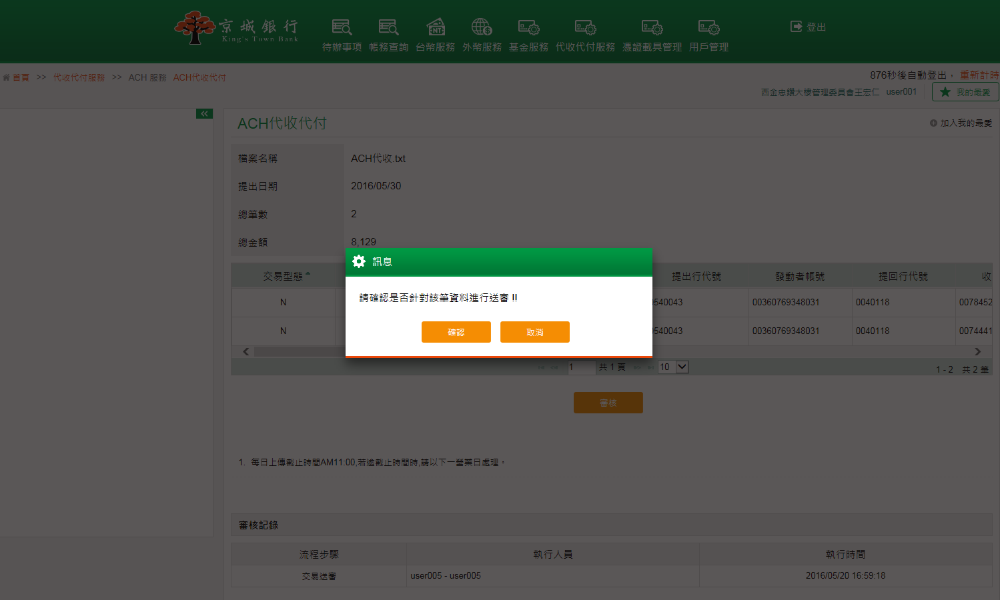 京城銀行
King's Town Bank
待辦事項 帳務查詢 台幣服務 外幣服務 基金服務 代收代付服務 憑證載具管理 用戶管理
登出
首頁 >> 代收代付服務 >> ACH 服務 ACH代收代付
876秒後自動登出， 重新計時
西金忠鑽大樓管理委員會王宏仁 user001
我的最愛
ACH代收代付
加入我的最愛
檔案名稱 ACH代收.txt
提出日期 2016/05/30
總筆數 2
總金額 8,129
訊息
請確認是否針對該筆資料進行送審 !!
確認 取消
交易型態 提出行代號 發動者帳號 提回行代號 收
N 540043 00360769348031 0040118 0078452
N 540043 00360769348031 0040118 0074441
1 共 1 頁 10
1 - 2 共 2 筆
審核
1. 每日上傳截止時間AM11:00,若逾截止時間時,請以下一營業日處理。
審核記錄
流程步驟 執行人員 執行時間
交易送審 user005 - user005 2016/05/20 16:59:18